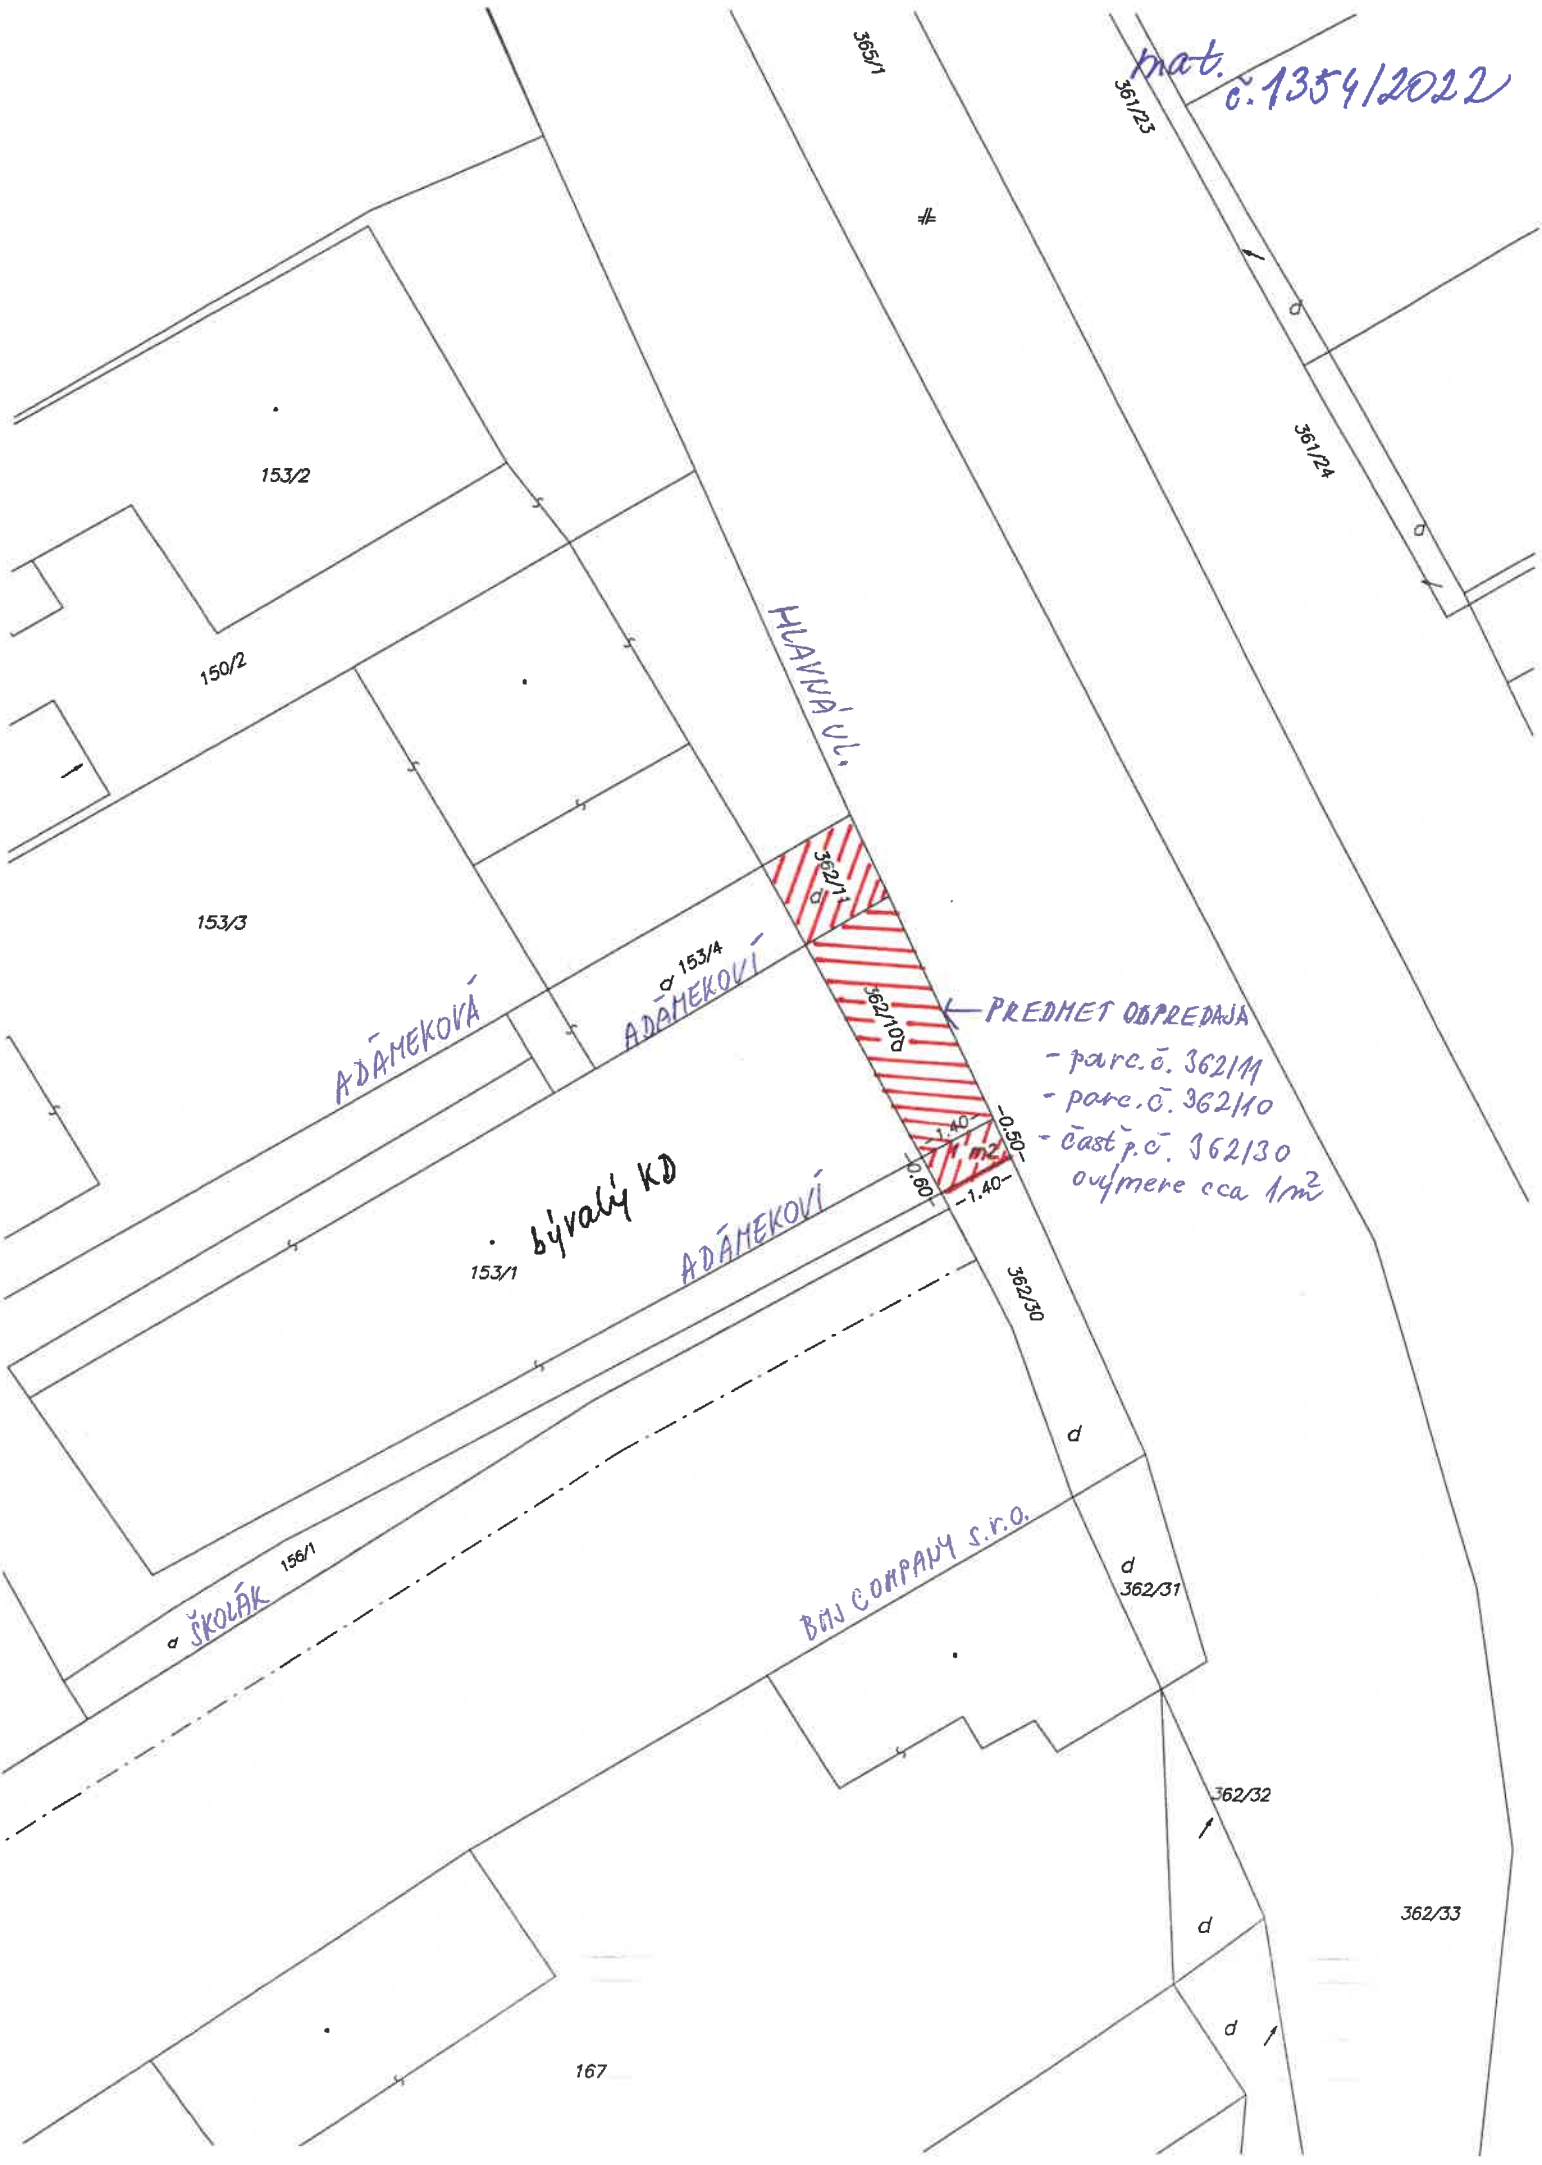 365/1
mat.
č. 1354/2022
361/23
361/24
153/2
150/2
HLAVNÁ UL.
153/3
362/11
d
153/4
d
ADÁMEKOVÁ
ADÁMEKOVÍ
362/10
d
PREDMET ODPREDAJA
- parc. č. 362/11
- parc. č. 362/10
- časť p. č. 362/30
o výmere cca 1 m²
-1.40-
-0.50-
1 m2
-0.60-
-1.40-
bývalý KD
153/1
ADÁMEKOVÍ
362/30
d
156/1
d ŠKOLÁK
BMJ COMPANY s.r.o.
d
362/31
362/32
d
362/33
d
167